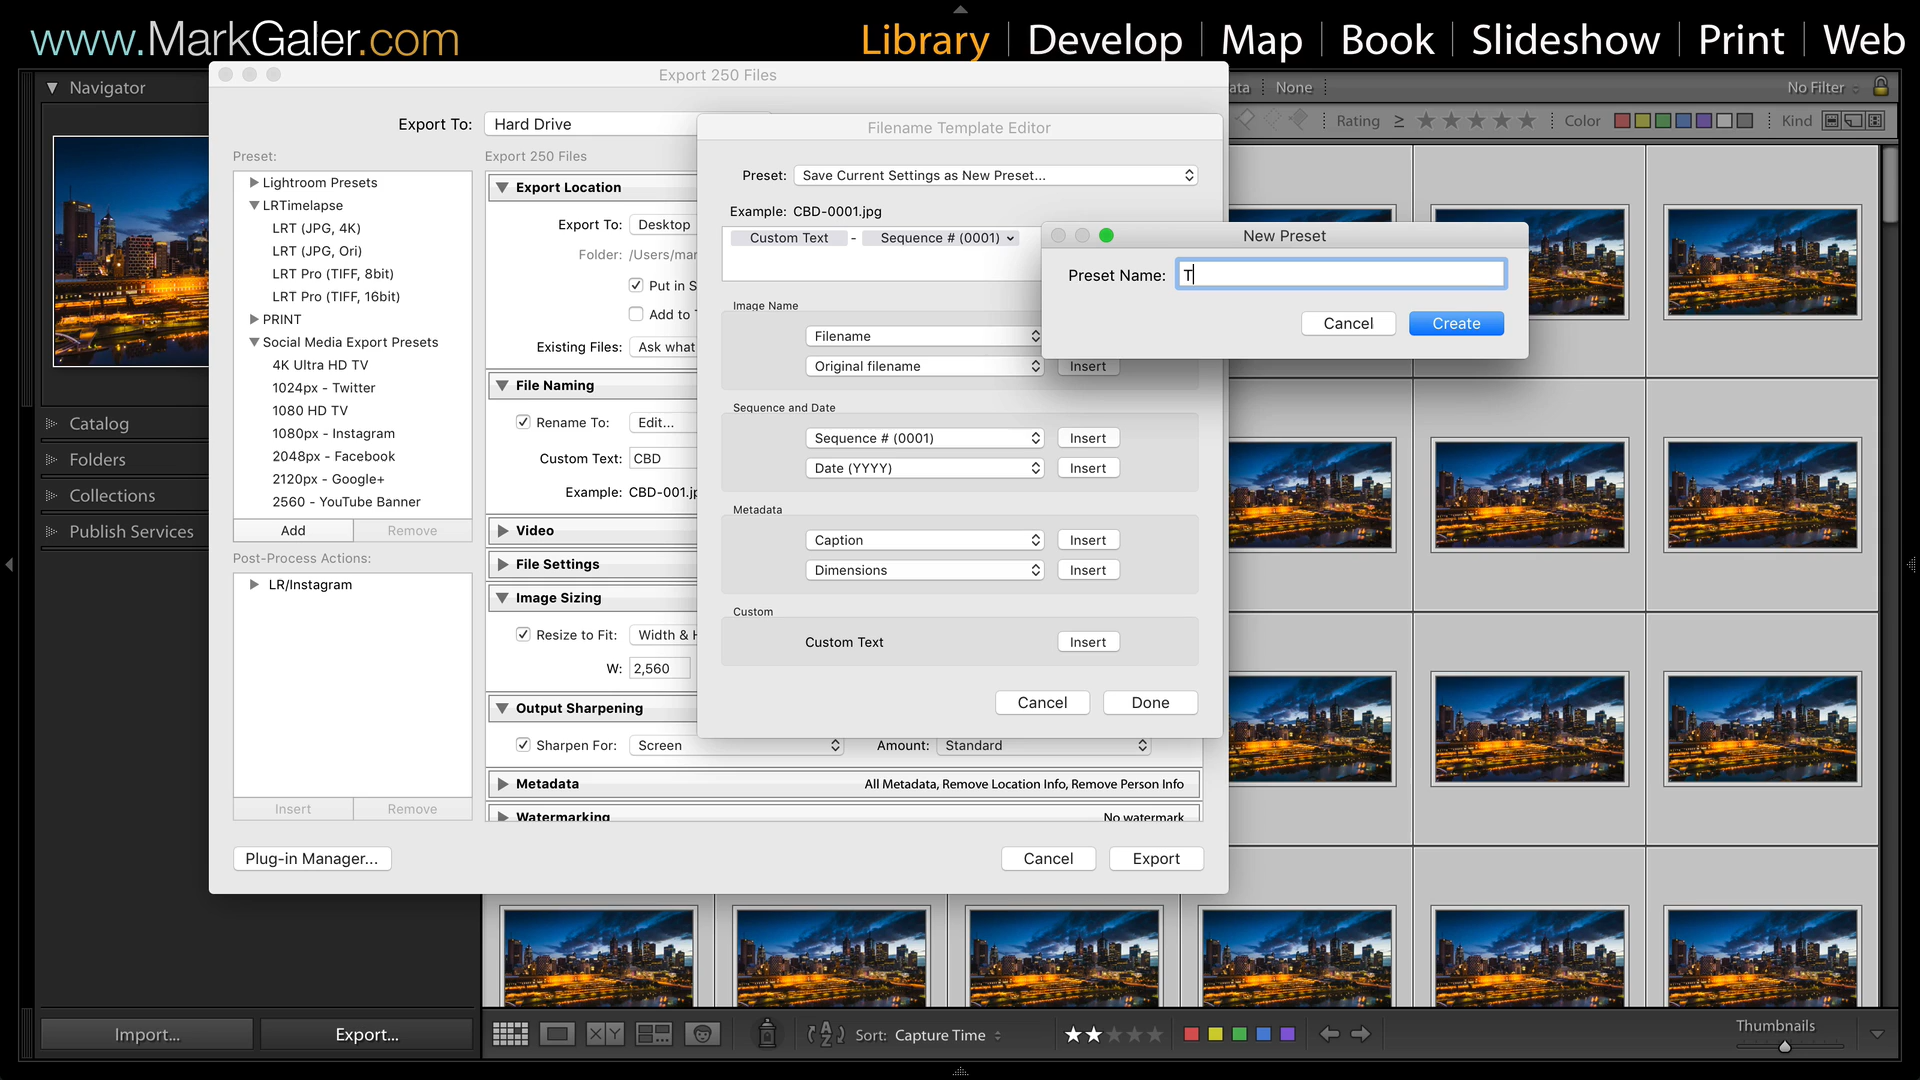 www.MarkGaler.com
Library Develop Map Book Slideshow Print Web
Navigator
Export 250 Files
None
No Filter
Export To: Hard Drive
Filename Template Editor
Rating ≥
Color
Kind
Preset:
Export 250 Files
Lightroom Presets
LRTimelapse
LRT (JPG, 4K)
LRT (JPG, Ori)
LRT Pro (TIFF, 8bit)
LRT Pro (TIFF, 16bit)
PRINT
Social Media Export Presets
4K Ultra HD TV
1024px - Twitter
1080 HD TV
1080px - Instagram
2048px - Facebook
2120px - Google+
2560 - YouTube Banner
Add Remove
Post-Process Actions:
LR/Instagram
Insert Remove
Plug-in Manager...
Export Location
Export To: Desktop
Folder: /Users/mar
Put in S
Add to
Existing Files: Ask what
File Naming
Rename To: Edit...
Custom Text: CBD
Example: CBD-001.jp
Video
File Settings
Image Sizing
Resize to Fit: Width & H
W: 2,560
Output Sharpening
Sharpen For: Screen Amount: Standard
Metadata All Metadata, Remove Location Info, Remove Person Info
Watermarking No watermark
Cancel Export
Preset: Save Current Settings as New Preset...
Example: CBD-0001.jpg
Custom Text - Sequence # (0001)
Image Name
Filename
Original filename Insert
Sequence and Date
Sequence # (0001) Insert
Date (YYYY) Insert
Metadata
Caption Insert
Dimensions Insert
Custom
Custom Text Insert
Cancel Done
New Preset
Preset Name: T
Cancel Create
Catalog
Folders
Collections
Publish Services
Import... Export...
X Y
A
Z
Sort: Capture Time
Thumbnails